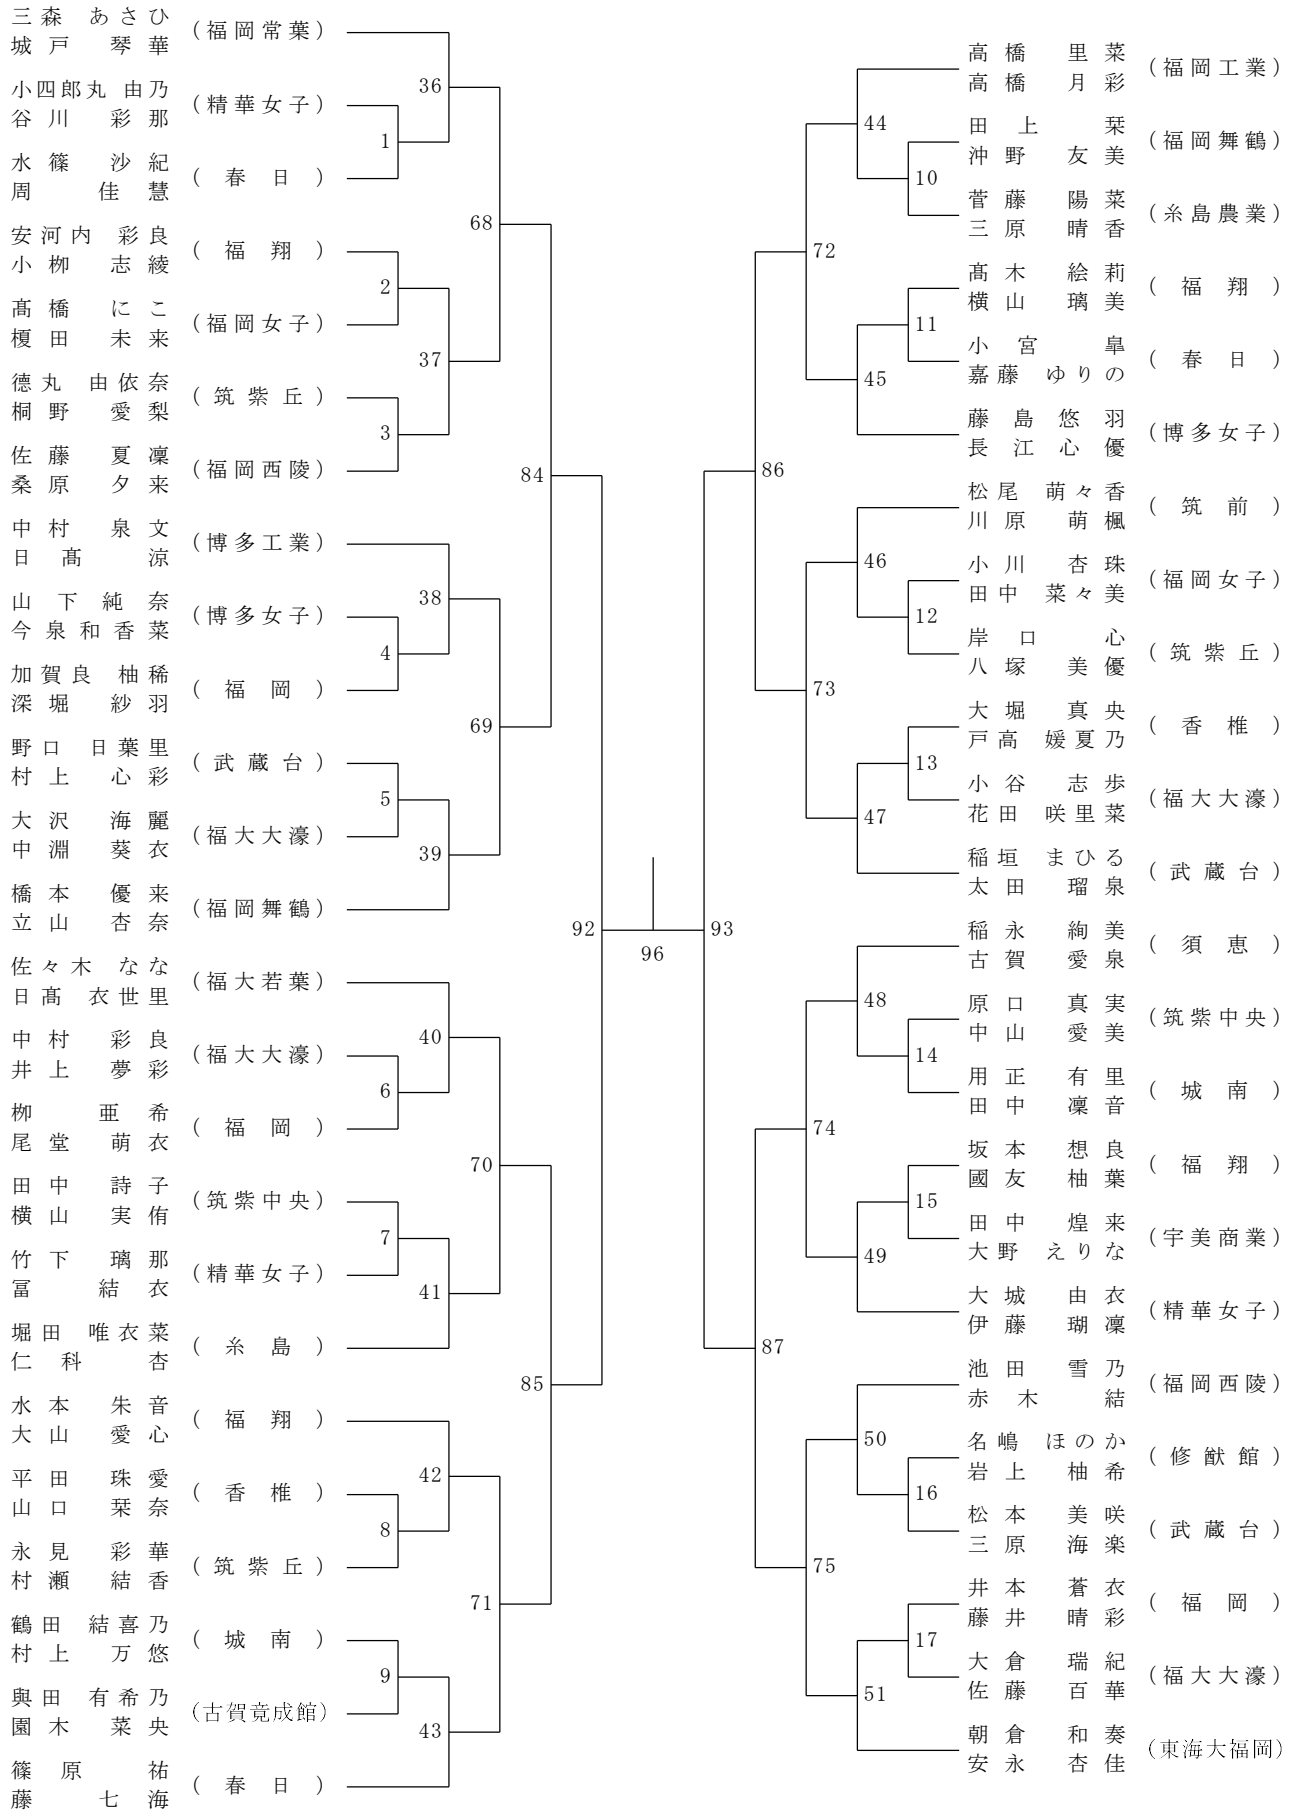 三森 あさひ
城戸 琴華
(福岡常葉)
小四郎丸 由乃
谷川 彩那
(精華女子)
水篠 沙紀
周 佳慧
(春日)
安河内 彩良
小栁 志綾
(福翔)
髙橋 にこ
榎田 未来
(福岡女子)
德丸 由依奈
桐野 愛梨
(筑紫丘)
佐藤 夏凜
桑原 夕来
(福岡西陵)
中村 泉文
日髙 涼
(博多工業)
山下純奈
今泉和香菜
(博多女子)
加賀良 柚稀
深堀 紗羽
(福岡)
野口 日葉里
村上 心彩
(武蔵台)
大沢 海麗
中淵 葵衣
(福大大濠)
橋本 優来
立山 杏奈
(福岡舞鶴)
佐々木 なな
日髙 衣世里
(福大若葉)
中村 彩良
井上 夢彩
(福大大濠)
栁 亜希
尾堂 萌衣
(福岡)
田中 詩子
横山 実侑
(筑紫中央)
竹下 璃那
冨 結衣
(精華女子)
堀田 唯衣菜
仁科 杏
(糸島)
水本 朱音
大山 愛心
(福翔)
平田 珠愛
山口 栞奈
(香椎)
永見 彩華
村瀬 結香
(筑紫丘)
鶴田 結喜乃
村上 万悠
(城南)
與田 有希乃
園木 菜央
(古賀竟成館)
篠原 祐
藤 七海
(春日)
36
1
68
2
37
3
84
38
4
69
5
39
92
40
6
70
7
41
85
42
8
71
9
43
96
93
44
10
72
11
45
86
46
12
73
13
47
48
14
74
15
49
87
50
16
75
17
51
高橋 里菜
高橋 月彩
(福岡工業)
田上 栞
沖野 友美
(福岡舞鶴)
菅藤 陽菜
三原 晴香
(糸島農業)
髙木 絵莉
横山 璃美
(福翔)
小宮 皐
嘉藤 ゆりの
(春日)
藤島悠羽
長江心優
(博多女子)
松尾 萌々香
川原 萌楓
(筑前)
小川 杏珠
田中 菜々美
(福岡女子)
岸口 心
八塚 美優
(筑紫丘)
大堀 真央
戸高 媛夏乃
(香椎)
小谷 志歩
花田 咲里菜
(福大大濠)
稲垣 まひる
太田 瑠泉
(武蔵台)
稲永 絢美
古賀 愛泉
(須恵)
原口 真実
中山 愛美
(筑紫中央)
用正 有里
田中 凜音
(城南)
坂本 想良
國友 柚葉
(福翔)
田中 煌来
大野 えりな
(宇美商業)
大城 由衣
伊藤 瑚凜
(精華女子)
池田 雪乃
赤木 結
(福岡西陵)
名嶋 ほのか
岩上 柚希
(修猷館)
松本 美咲
三原 海楽
(武蔵台)
井本 蒼衣
藤井 晴彩
(福岡)
大倉 瑞紀
佐藤 百華
(福大大濠)
朝倉 和奏
安永 杏佳
(東海大福岡)